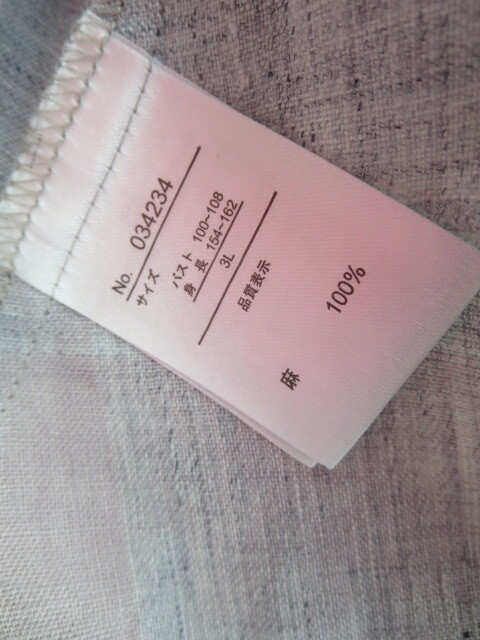 No. 034234
サイズ
バスト 100~108
身 長 154~162
3L
品質表示
麻 100%